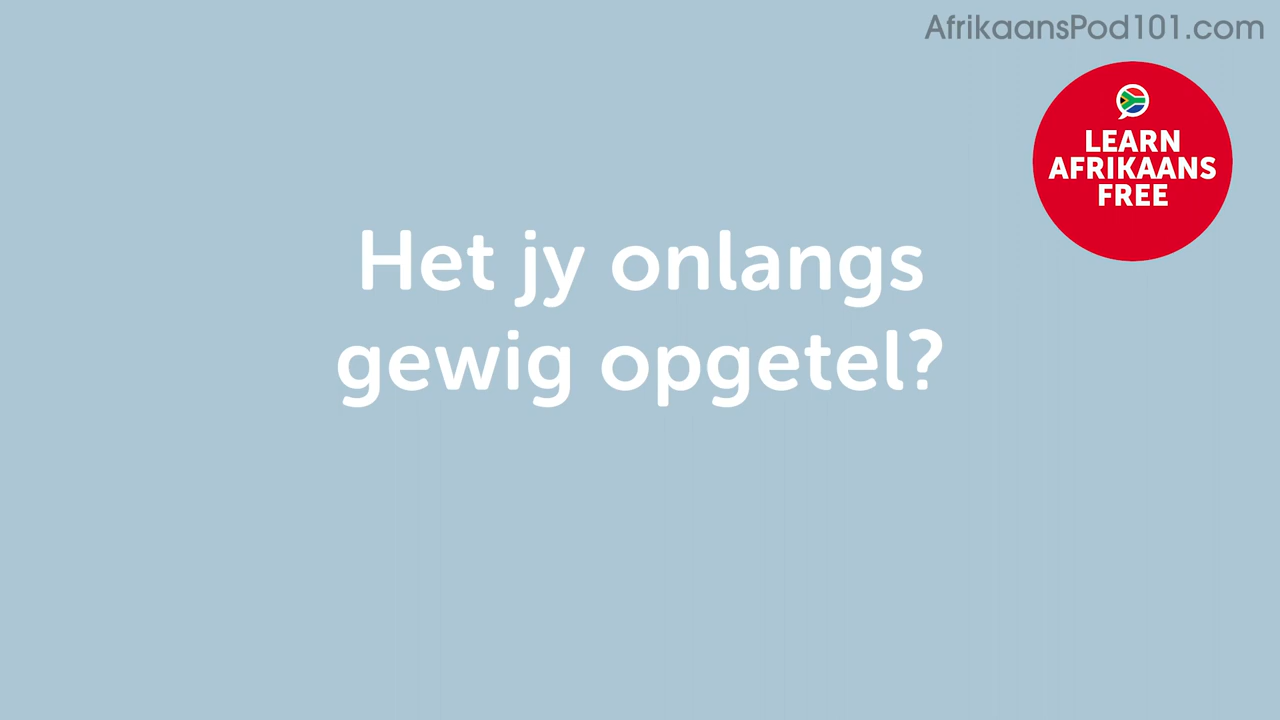 AfrikaansPod101.com
LEARN
AFRIKAANS
FREE
Het jy onlangs
gewig opgetel?